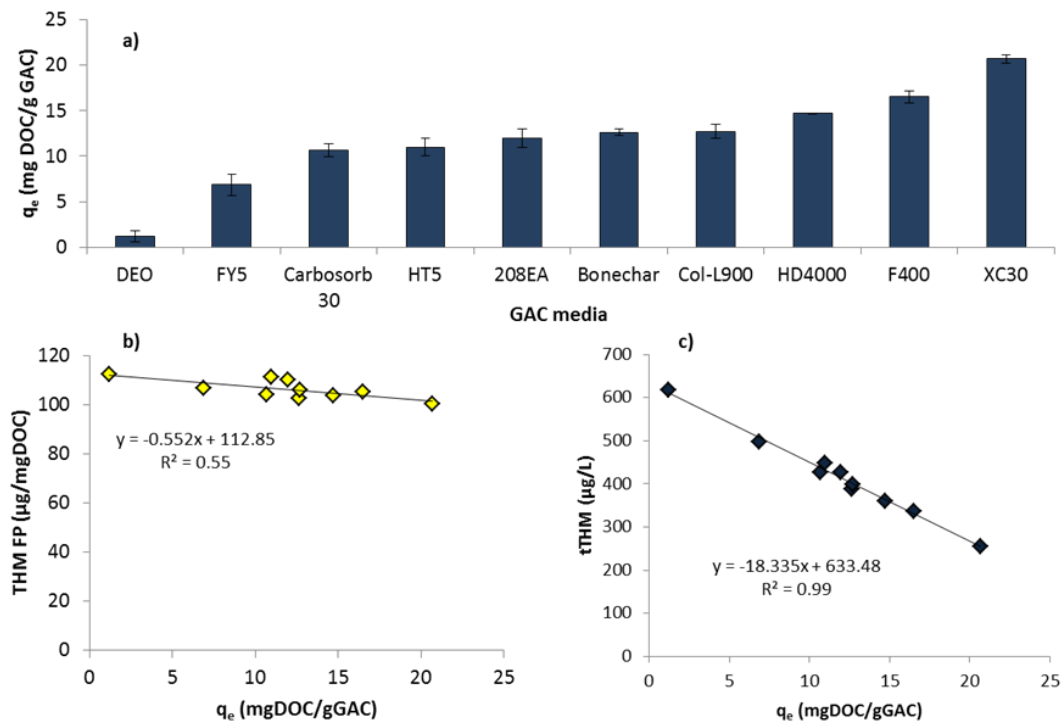 a)
qₑ (mg DOC/g GAC)
25
20
15
10
5
0
DEO
FY5
Carbosorb
30
HT5
208EA
Bonechar
Col-L900
HD4000
F400
XC30
GAC media
b)
THM FP (µg/mgDOC)
120
100
80
60
40
20
0
y = -0.552x + 112.85
R² = 0.55
0
5
10
15
20
25
qₑ (mgDOC/gGAC)
c)
tTHM (µg/L)
700
600
500
400
300
200
100
0
y = -18.335x + 633.48
R² = 0.99
0
5
10
15
20
25
qₑ (mgDOC/gGAC)